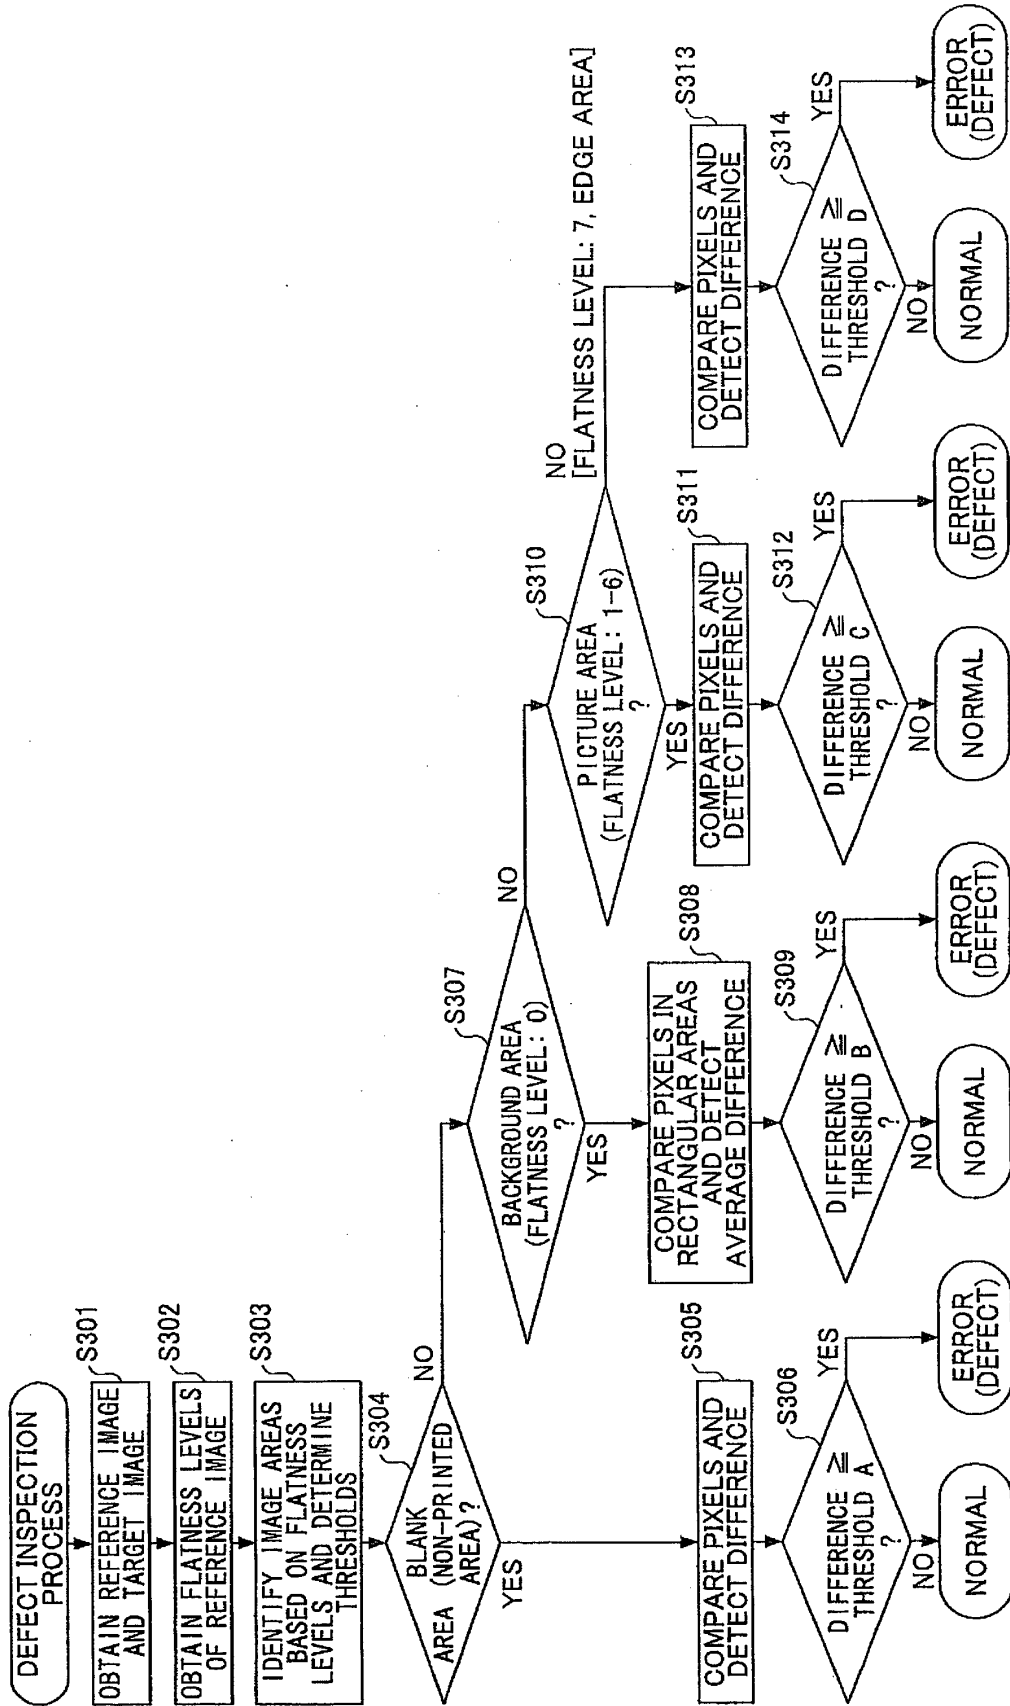 DEFECT INSPECTION
PROCESS
S301
OBTAIN REFERENCE IMAGE
AND TARGET IMAGE
S302
OBTAIN FLATNESS LEVELS
OF REFERENCE IMAGE
S303
IDENTIFY IMAGE AREAS
BASED ON FLATNESS
LEVELS AND DETERMINE
THRESHOLDS
S304
BLANK
AREA (NON-PRINTED
AREA)?
NO
YES
S305
COMPARE PIXELS AND
DETECT DIFFERENCE
S306
DIFFERENCE ≧
THRESHOLD A
?
YES
NO
NORMAL
ERROR
(DEFECT)
S307
BACKGROUND AREA
(FLATNESS LEVEL: 0)
?
NO
YES
S308
COMPARE PIXELS IN
RECTANGULAR AREAS
AND DETECT
AVERAGE DIFFERENCE
S309
DIFFERENCE ≧
THRESHOLD B
?
YES
NO
NORMAL
ERROR
(DEFECT)
S310
PICTURE AREA
(FLATNESS LEVEL: 1-6)
?
NO
[FLATNESS LEVEL: 7, EDGE AREA]
YES
S311
COMPARE PIXELS AND
DETECT DIFFERENCE
S312
DIFFERENCE ≧
THRESHOLD C
?
YES
NO
NORMAL
ERROR
(DEFECT)
S313
COMPARE PIXELS AND
DETECT DIFFERENCE
S314
DIFFERENCE ≧
THRESHOLD D
?
YES
NO
NORMAL
ERROR
(DEFECT)